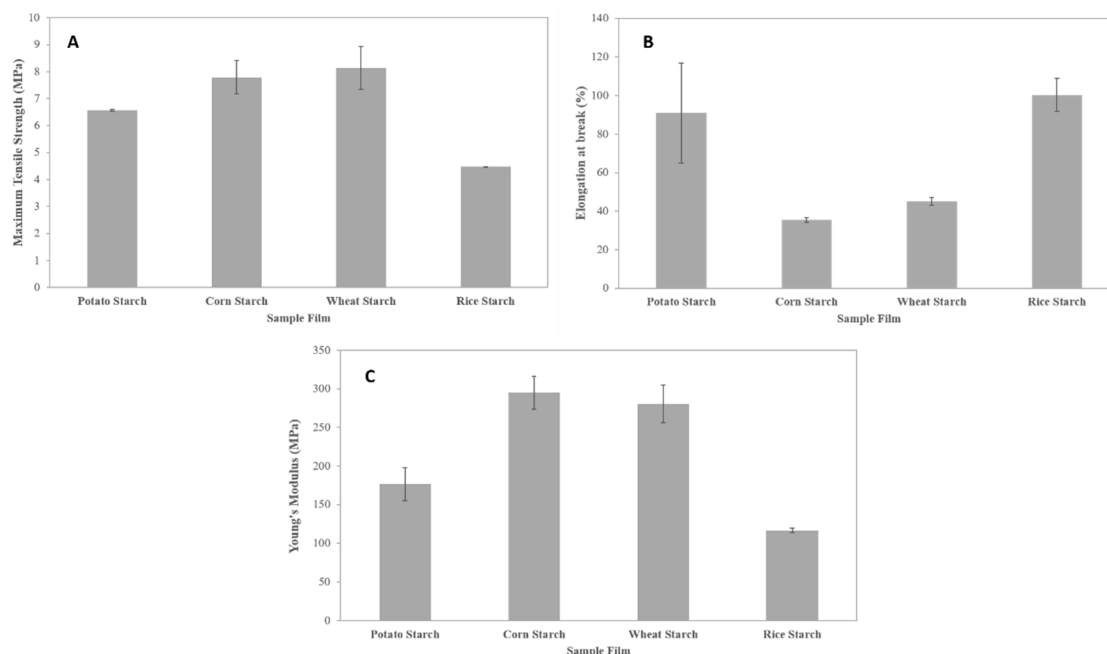 A
Maximum Tensile Strength (MPa)
10
9
8
7
6
5
4
3
2
1
0
Potato Starch Corn Starch Wheat Starch Rice Starch
Sample Film
B
Elongation at break (%)
140
120
100
80
60
40
20
0
Potato Starch Corn Starch Wheat Starch Rice Starch
Sample Film
C
Young's Modulus (MPa)
350
300
250
200
150
100
50
0
Potato Starch Corn Starch Wheat Starch Rice Starch
Sample Film